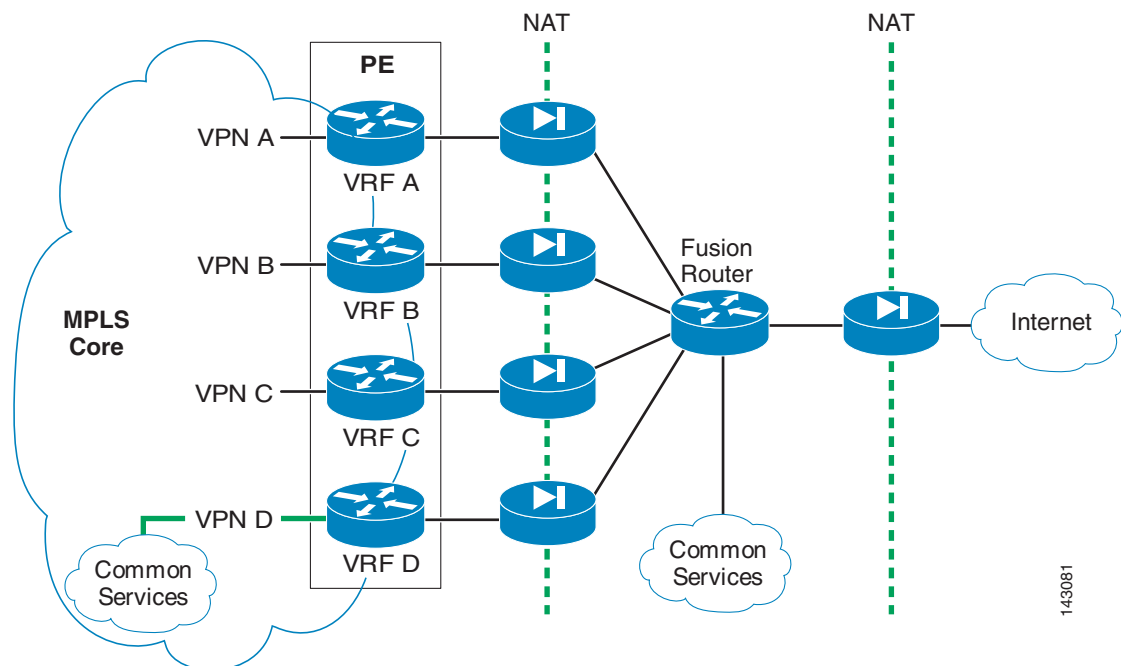 NAT
NAT
PE
VPN A
VRF A
VPN B
VRF B
Fusion
Router
MPLS
Core
Internet
VPN C
VRF C
VPN D
VRF D
Common
Services
Common
Services
143081